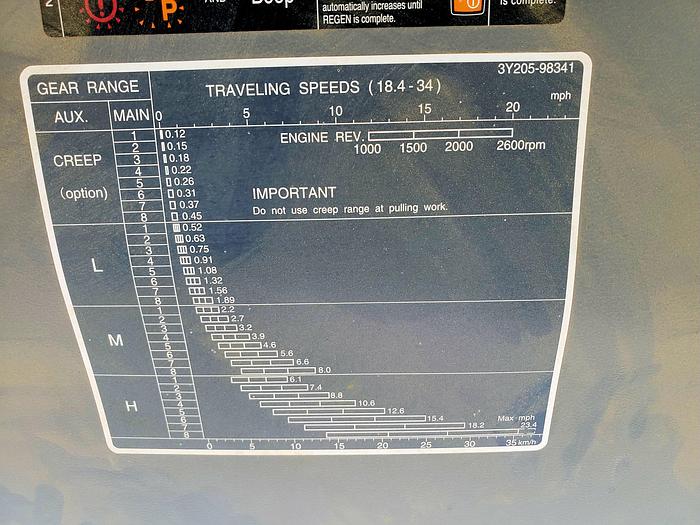 2
P
AND
Beep
automatically increases until
REGEN is complete.
is complete.
3Y205-98341
GEAR RANGE
TRAVELING SPEEDS (18.4-34)
mph
AUX. MAIN 0 5 10 15 20
CREEP
(option)
1 0.12
2 0.15
3 0.18
4 0.22
5 0.26
6 0.31
7 0.37
8 0.45
ENGINE REV.
1000 1500 2000 2600rpm
IMPORTANT
Do not use creep range at pulling work.
L
1 0.52
2 0.63
3 0.75
4 0.91
5 1.08
6 1.32
7 1.56
8 1.89
M
1 2.2
2 2.7
3 3.2
4 3.9
5 4.6
6 5.6
7 6.6
8 8.0
H
1 6.1
2 7.4
3 8.8
4 10.6
5 12.6
6 15.4
7 18.2
8 23.4
Max mph
0 5 10 15 20 25 30 35 km/h